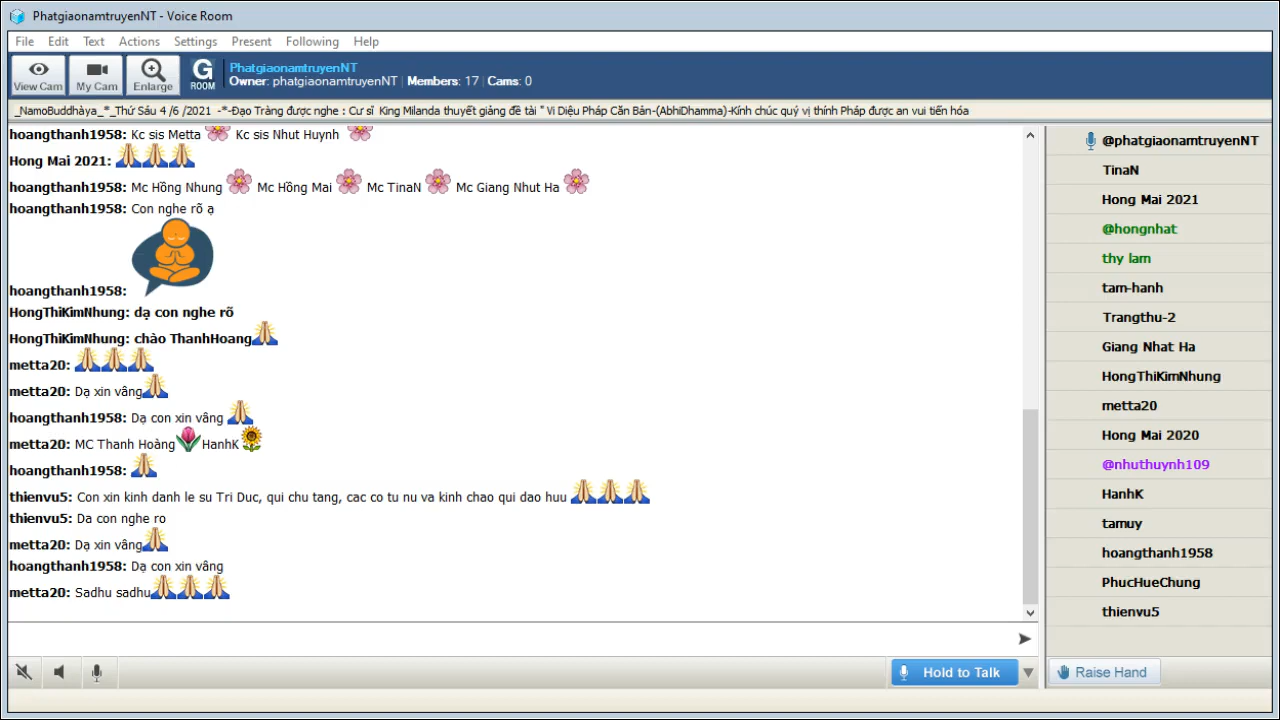 PhatgiaonamtruyenNT - Voice Room
File Edit Text Actions Settings Present Following Help
View Cam My Cam Enlarge G ROOM
PhatgiaonamtruyenNT
Owner: phatgiaonamtruyenNT Members: 17 Cams: 0
_NamoBuddhàya_*_Thứ Sáu 4 /6 /2021 -*-Đạo Tràng được nghe : Cư sĩ King Milanda thuyết giảng đề tài " Vi Diệu Pháp Căn Bản-(AbhiDhamma)-Kính chúc quý vị thính Pháp được an vui tiến hóa
hoangthanh1958: Kc sis Metta Kc sis Nhut Huynh
Hong Mai 2021:
hoangthanh1958: Mc Hồng Nhung Mc Hồng Mai Mc TinaN Mc Giang Nhut Ha
hoangthanh1958: Con nghe rõ ạ
hoangthanh1958:
HongThiKimNhung: dạ con nghe rõ
HongThiKimNhung: chào ThanhHoang
metta20:
metta20: Dạ xin vâng
hoangthanh1958: Dạ con xin vâng
metta20: MC Thanh Hoàng HanhK
hoangthanh1958:
thienvu5: Con xin kinh danh le su Tri Duc, qui chu tang, cac co tu nu va kinh chao qui dao huu
thienvu5: Da con nghe ro
metta20: Dạ xin vâng
hoangthanh1958: Dạ con xin vâng
metta20: Sadhu sadhu
@phatgiaonamtruyenNT
TinaN
Hong Mai 2021
@hongnhat
thy lam
tam-hanh
Trangthu-2
Giang Nhat Ha
HongThiKimNhung
metta20
Hong Mai 2020
@nhuthuynh109
HanhK
tamuy
hoangthanh1958
PhucHueChung
thienvu5
Hold to Talk
Raise Hand